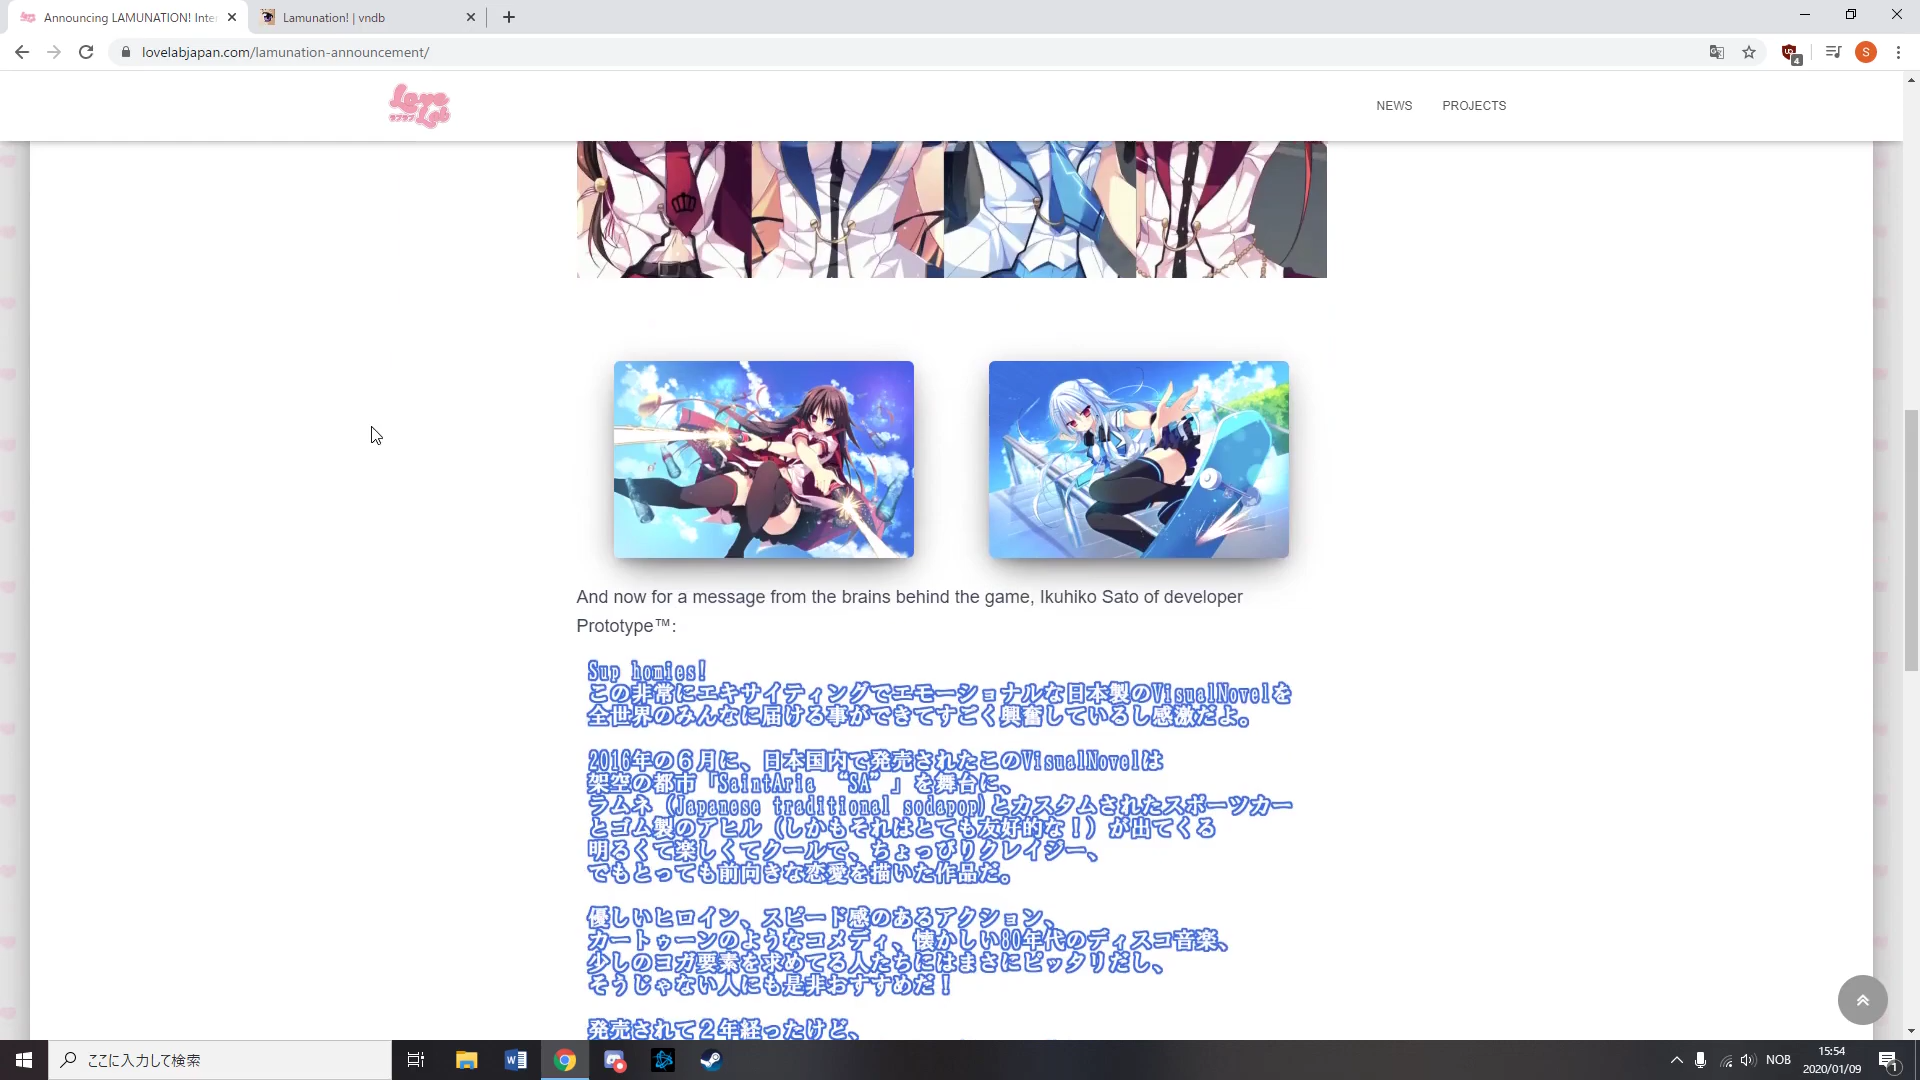 Announcing LAMUNATION! Inter
Lamunation! | vndb
lovelabjapan.com/lamunation-announcement/
4
S
Love Lab
ラブラブ
NEWS
PROJECTS
And now for a message from the brains behind the game, Ikuhiko Sato of developer
Prototype™:
Sup homies!
この非常にエキサイティングでエモーショナルな日本製のVisualNovelを
全世界のみんなに届ける事ができてすごく興奮しているし感激だよ。
2016年の６月に、日本国内で発売されたこのVisualNovelは
架空の都市「SaintAria “SA”」を舞台に、
ラムネ（Japanese traditional sodapop)とカスタムされたスポーツカー
とゴム製のアヒル（しかもそれはとても友好的な！）が出てくる
明るくて楽しくてクールで、ちょっぴりクレイジー、
でもとっても前向きな恋愛を描いた作品だ。
優しいヒロイン、スピード感のあるアクション、
カートゥーンのようなコメディ、懐かしい80年代のディスコ音楽、
少しのヨガ要素を求めてる人たちにはまさにピッタリだし、
そうじゃない人にも是非おすすめだ！
発売されて２年経ったけど、
ここに入力して検索
NOB
15:54
2020/01/09
1